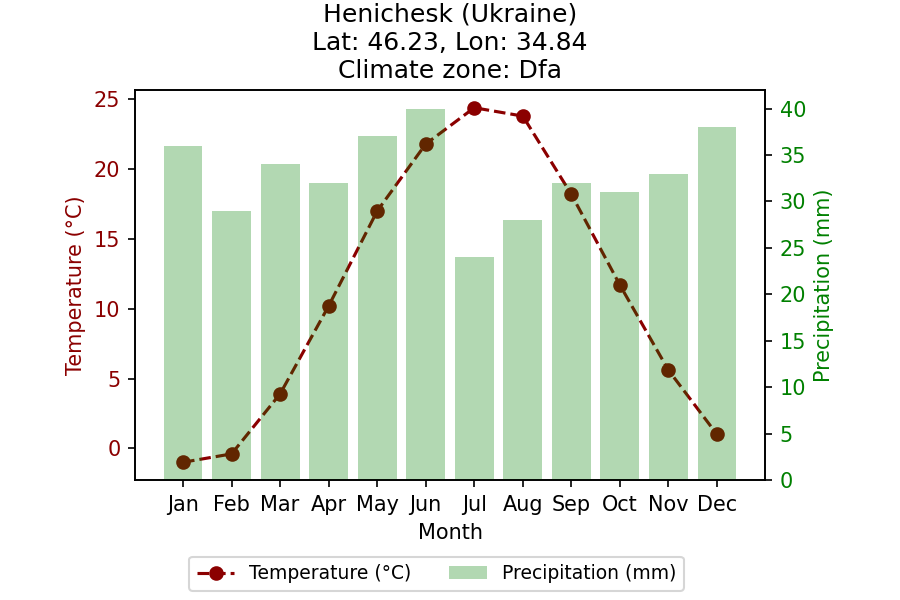 Henichesk (Ukraine)
Lat: 46.23, Lon: 34.84
Climate zone: Dfa
25
20
15
10
5
0
Temperature (°C)
40
35
30
25
20
15
10
5
0
Precipitation (mm)
Jan Feb Mar Apr May Jun Jul Aug Sep Oct Nov Dec
Month
Temperature (°C) Precipitation (mm)